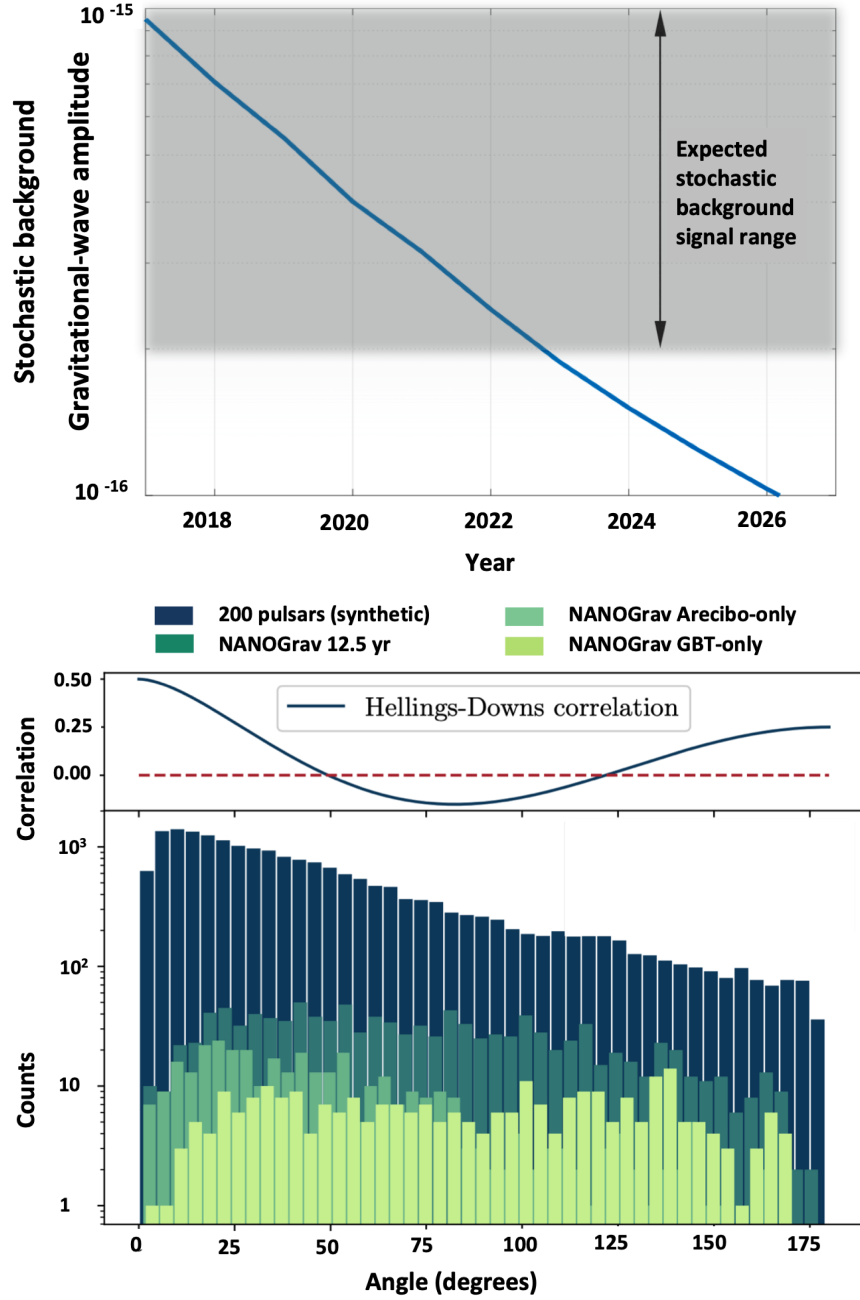 Stochastic background
Gravitational-wave amplitude
10 -15
10 -16
Expected
stochastic
background
signal range
2018 2020 2022 2024 2026
Year
200 pulsars (synthetic)
NANOGrav 12.5 yr
NANOGrav Arecibo-only
NANOGrav GBT-only
Correlation
0.50
0.25
0.00
Hellings-Downs correlation
Counts
10³
10²
10
1
0 25 50 75 100 125 150 175
Angle (degrees)